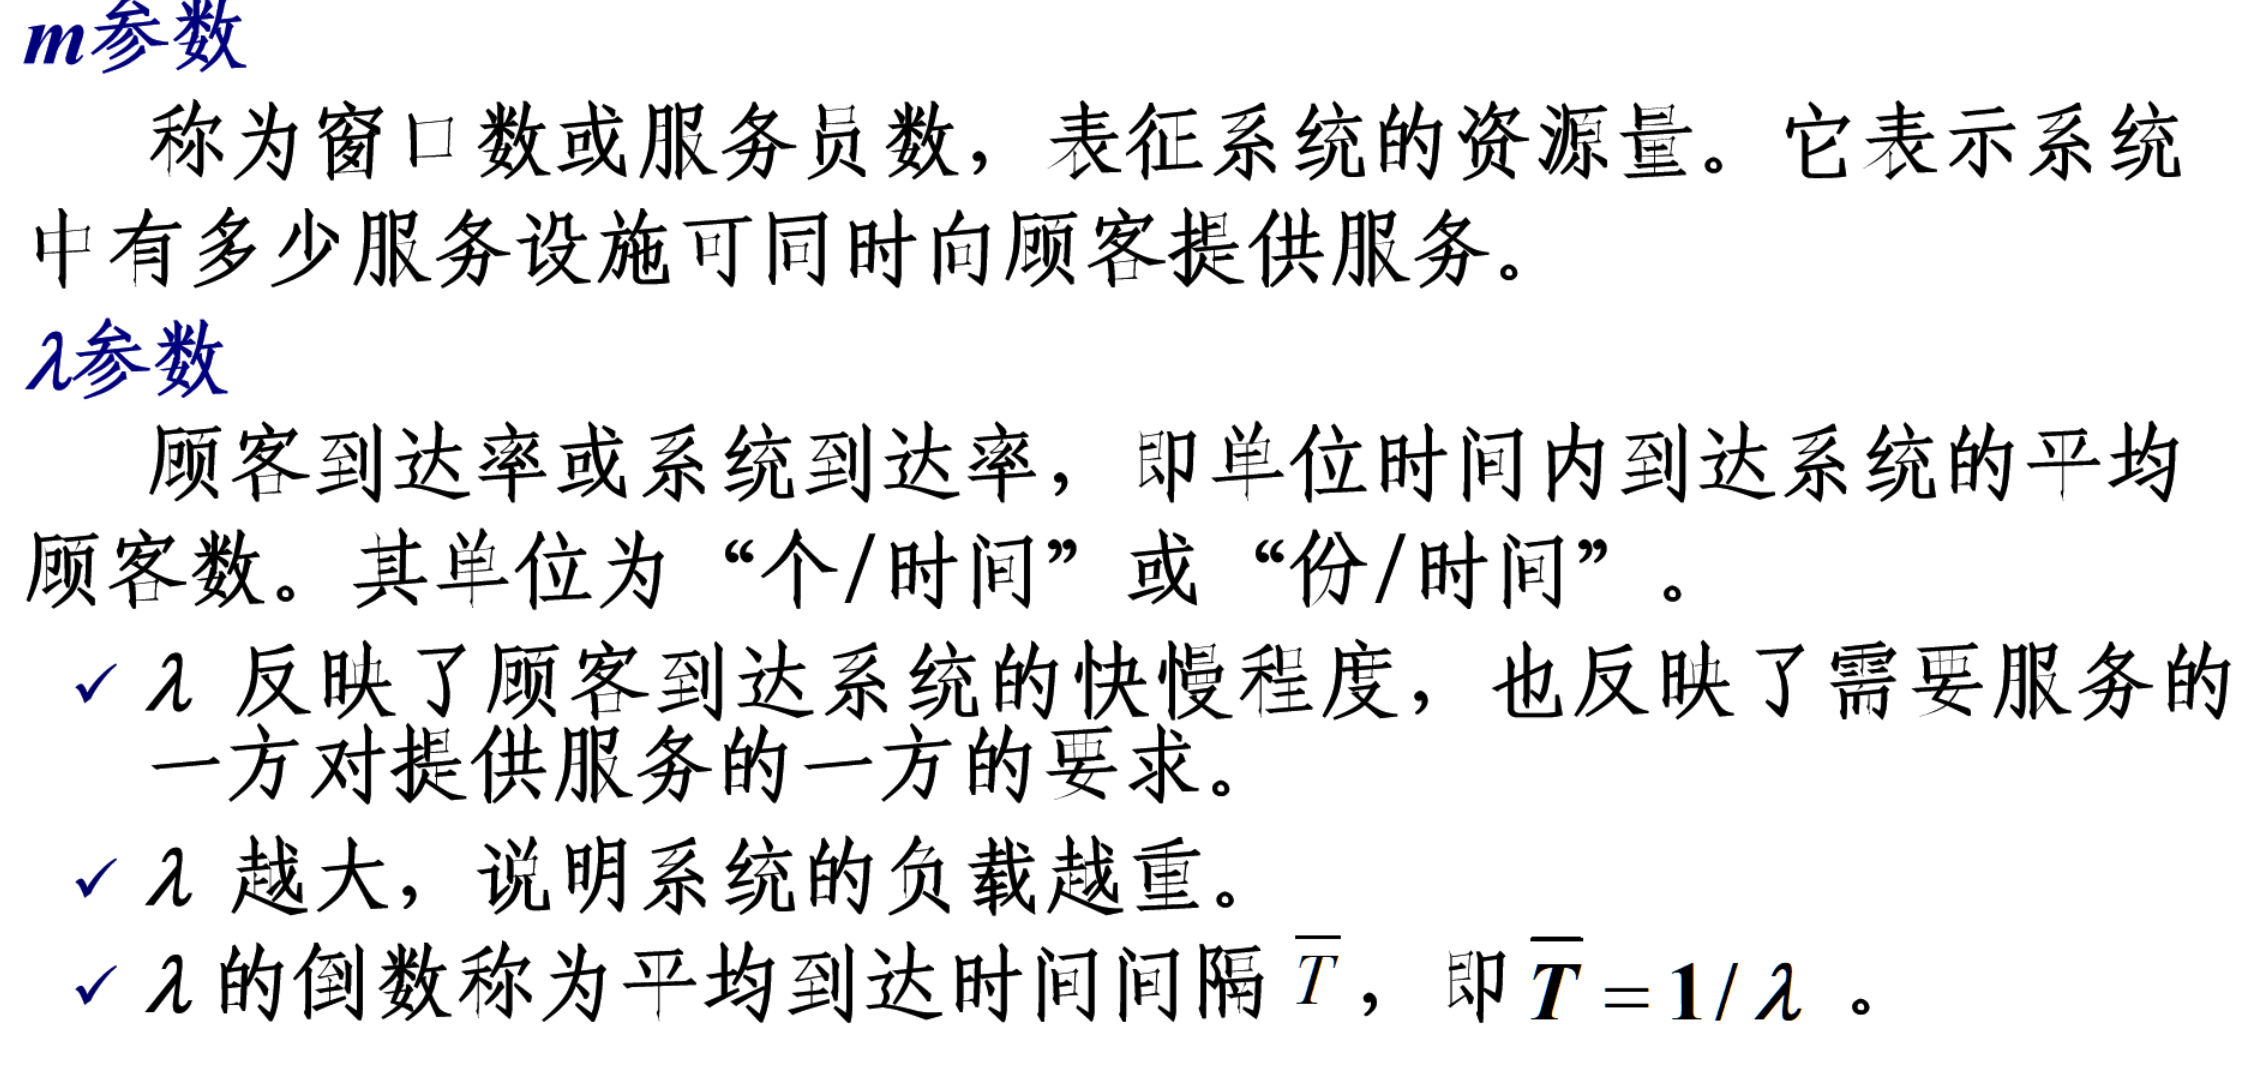 m参数
称为窗口数或服务员数，表征系统的资源量。它表示系统
中有多少服务设施可同时向顾客提供服务。
λ参数
顾客到达率或系统到达率，即单位时间内到达系统的平均
顾客数。其单位为“个/时间”或“份/时间”。
✓ λ 反映了顾客到达系统的快慢程度，也反映了需要服务的
一方对提供服务的一方的要求。
✓ λ 越大，说明系统的负载越重。
✓ λ 的倒数称为平均到达时间间隔 T̅，即 T̅ = 1/ λ 。